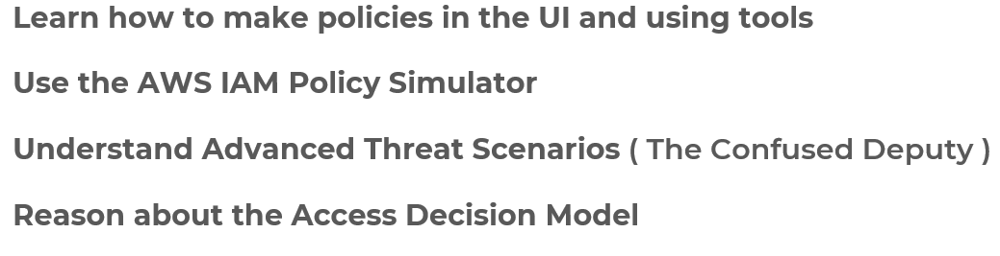 Learn how to make policies in the UI and using tools
Use the AWS IAM Policy Simulator
Understand Advanced Threat Scenarios ( The Confused Deputy )
Reason about the Access Decision Model